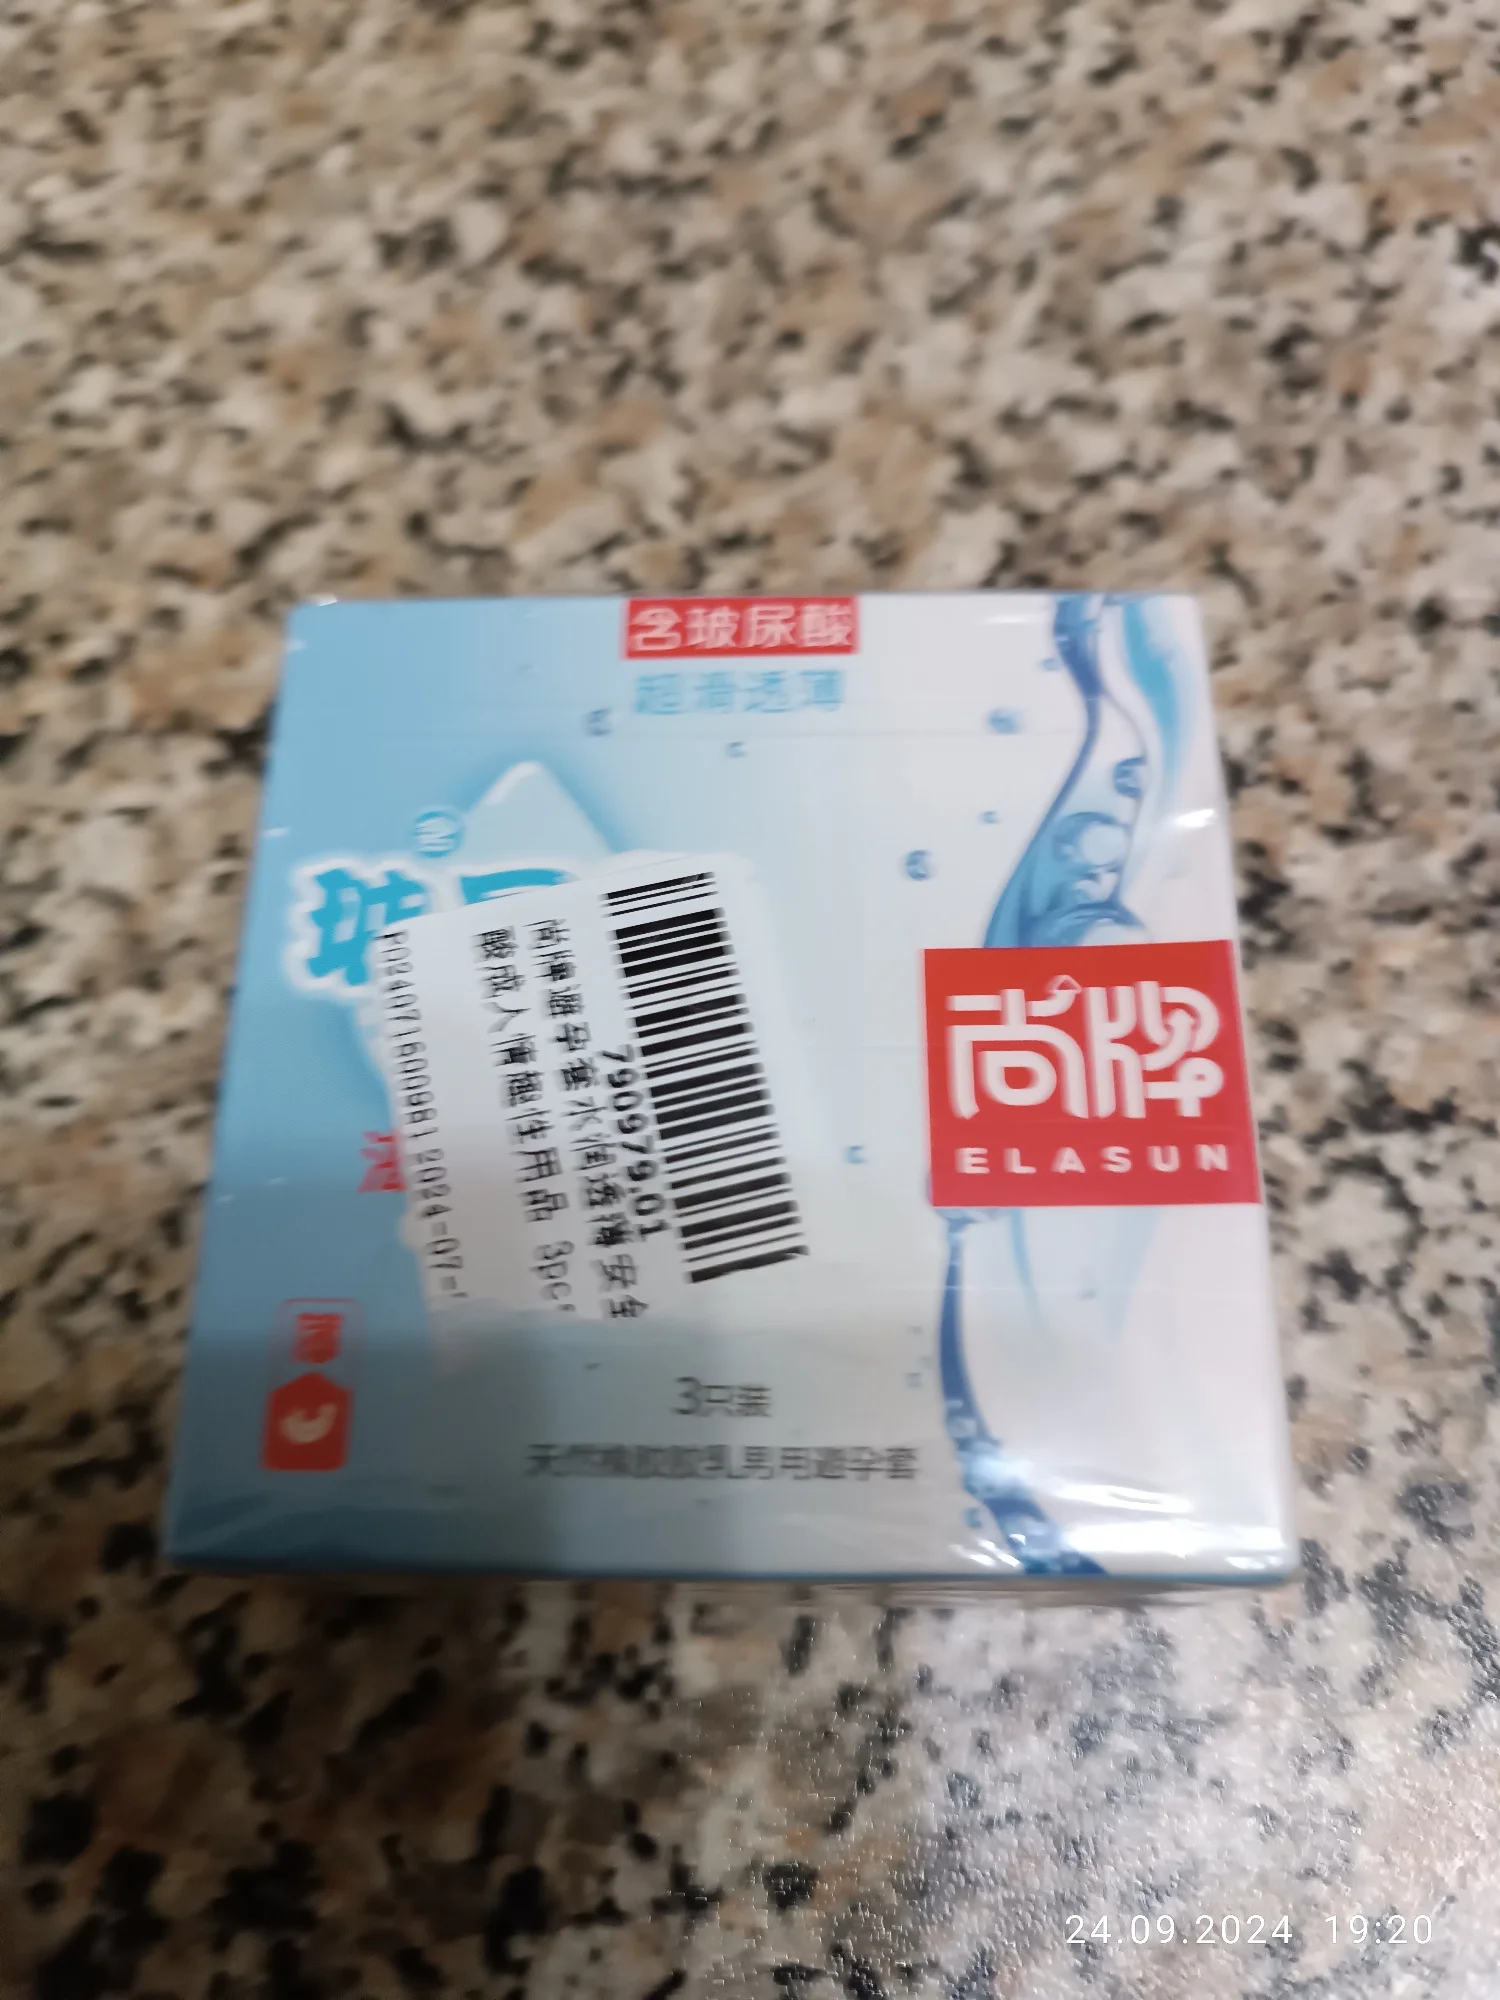 含玻尿酸
超滑透薄
尚牌
ELASUN
790979.01
尚牌避孕套水润透薄安全
酸成人情趣性用品 3pc
3只装
天然橡胶胶乳男用避孕套
24.09.2024 19:20